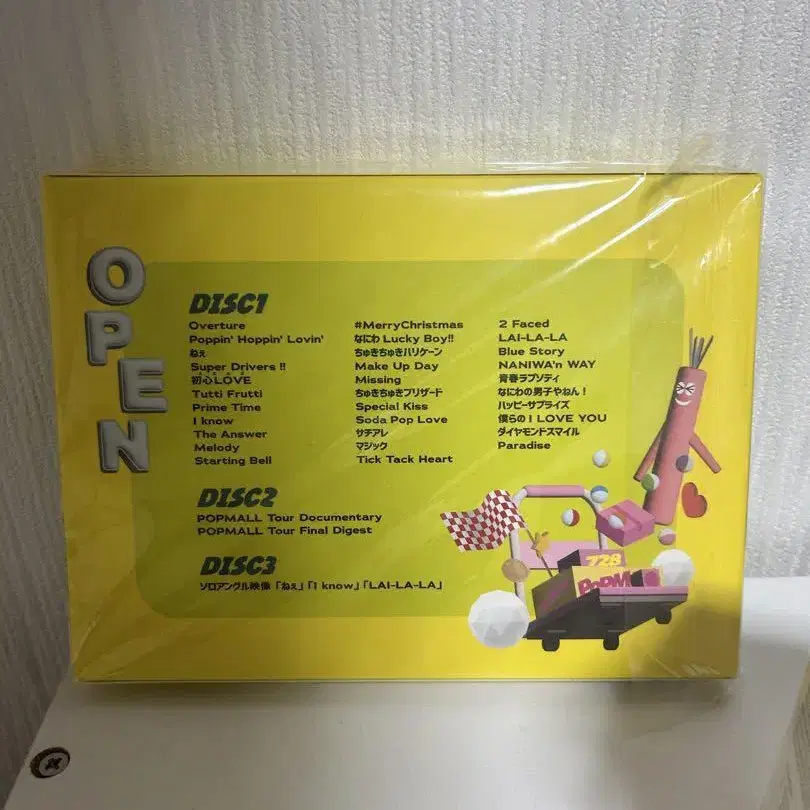 OPEN
DISC1
Overture
Poppin' Hoppin' Lovin'
ねぇ
Super Drivers !!
初心LOVE
Tutti Frutti
Prime Time
I know
The Answer
Melody
Starting Bell
#MerryChristmas
なにわ Lucky Boy!!
ちゅきちゅきハリケーン
Make Up Day
Missing
ちゅきちゅきブリザード
Special Kiss
Soda Pop Love
サチアレ
マジック
Tick Tack Heart
2 Faced
LAI-LA-LA
Blue Story
NANIWA'n WAY
青春ラプソディ
なにわの男子やねん！
ハッピーサプライズ
僕らの I LOVE YOU
ダイヤモンドスマイル
Paradise
DISC2
POPMALL Tour Documentary
POPMALL Tour Final Digest
DISC3
ソロアングル映像「ねぇ」「I know」「LAI-LA-LA」
728